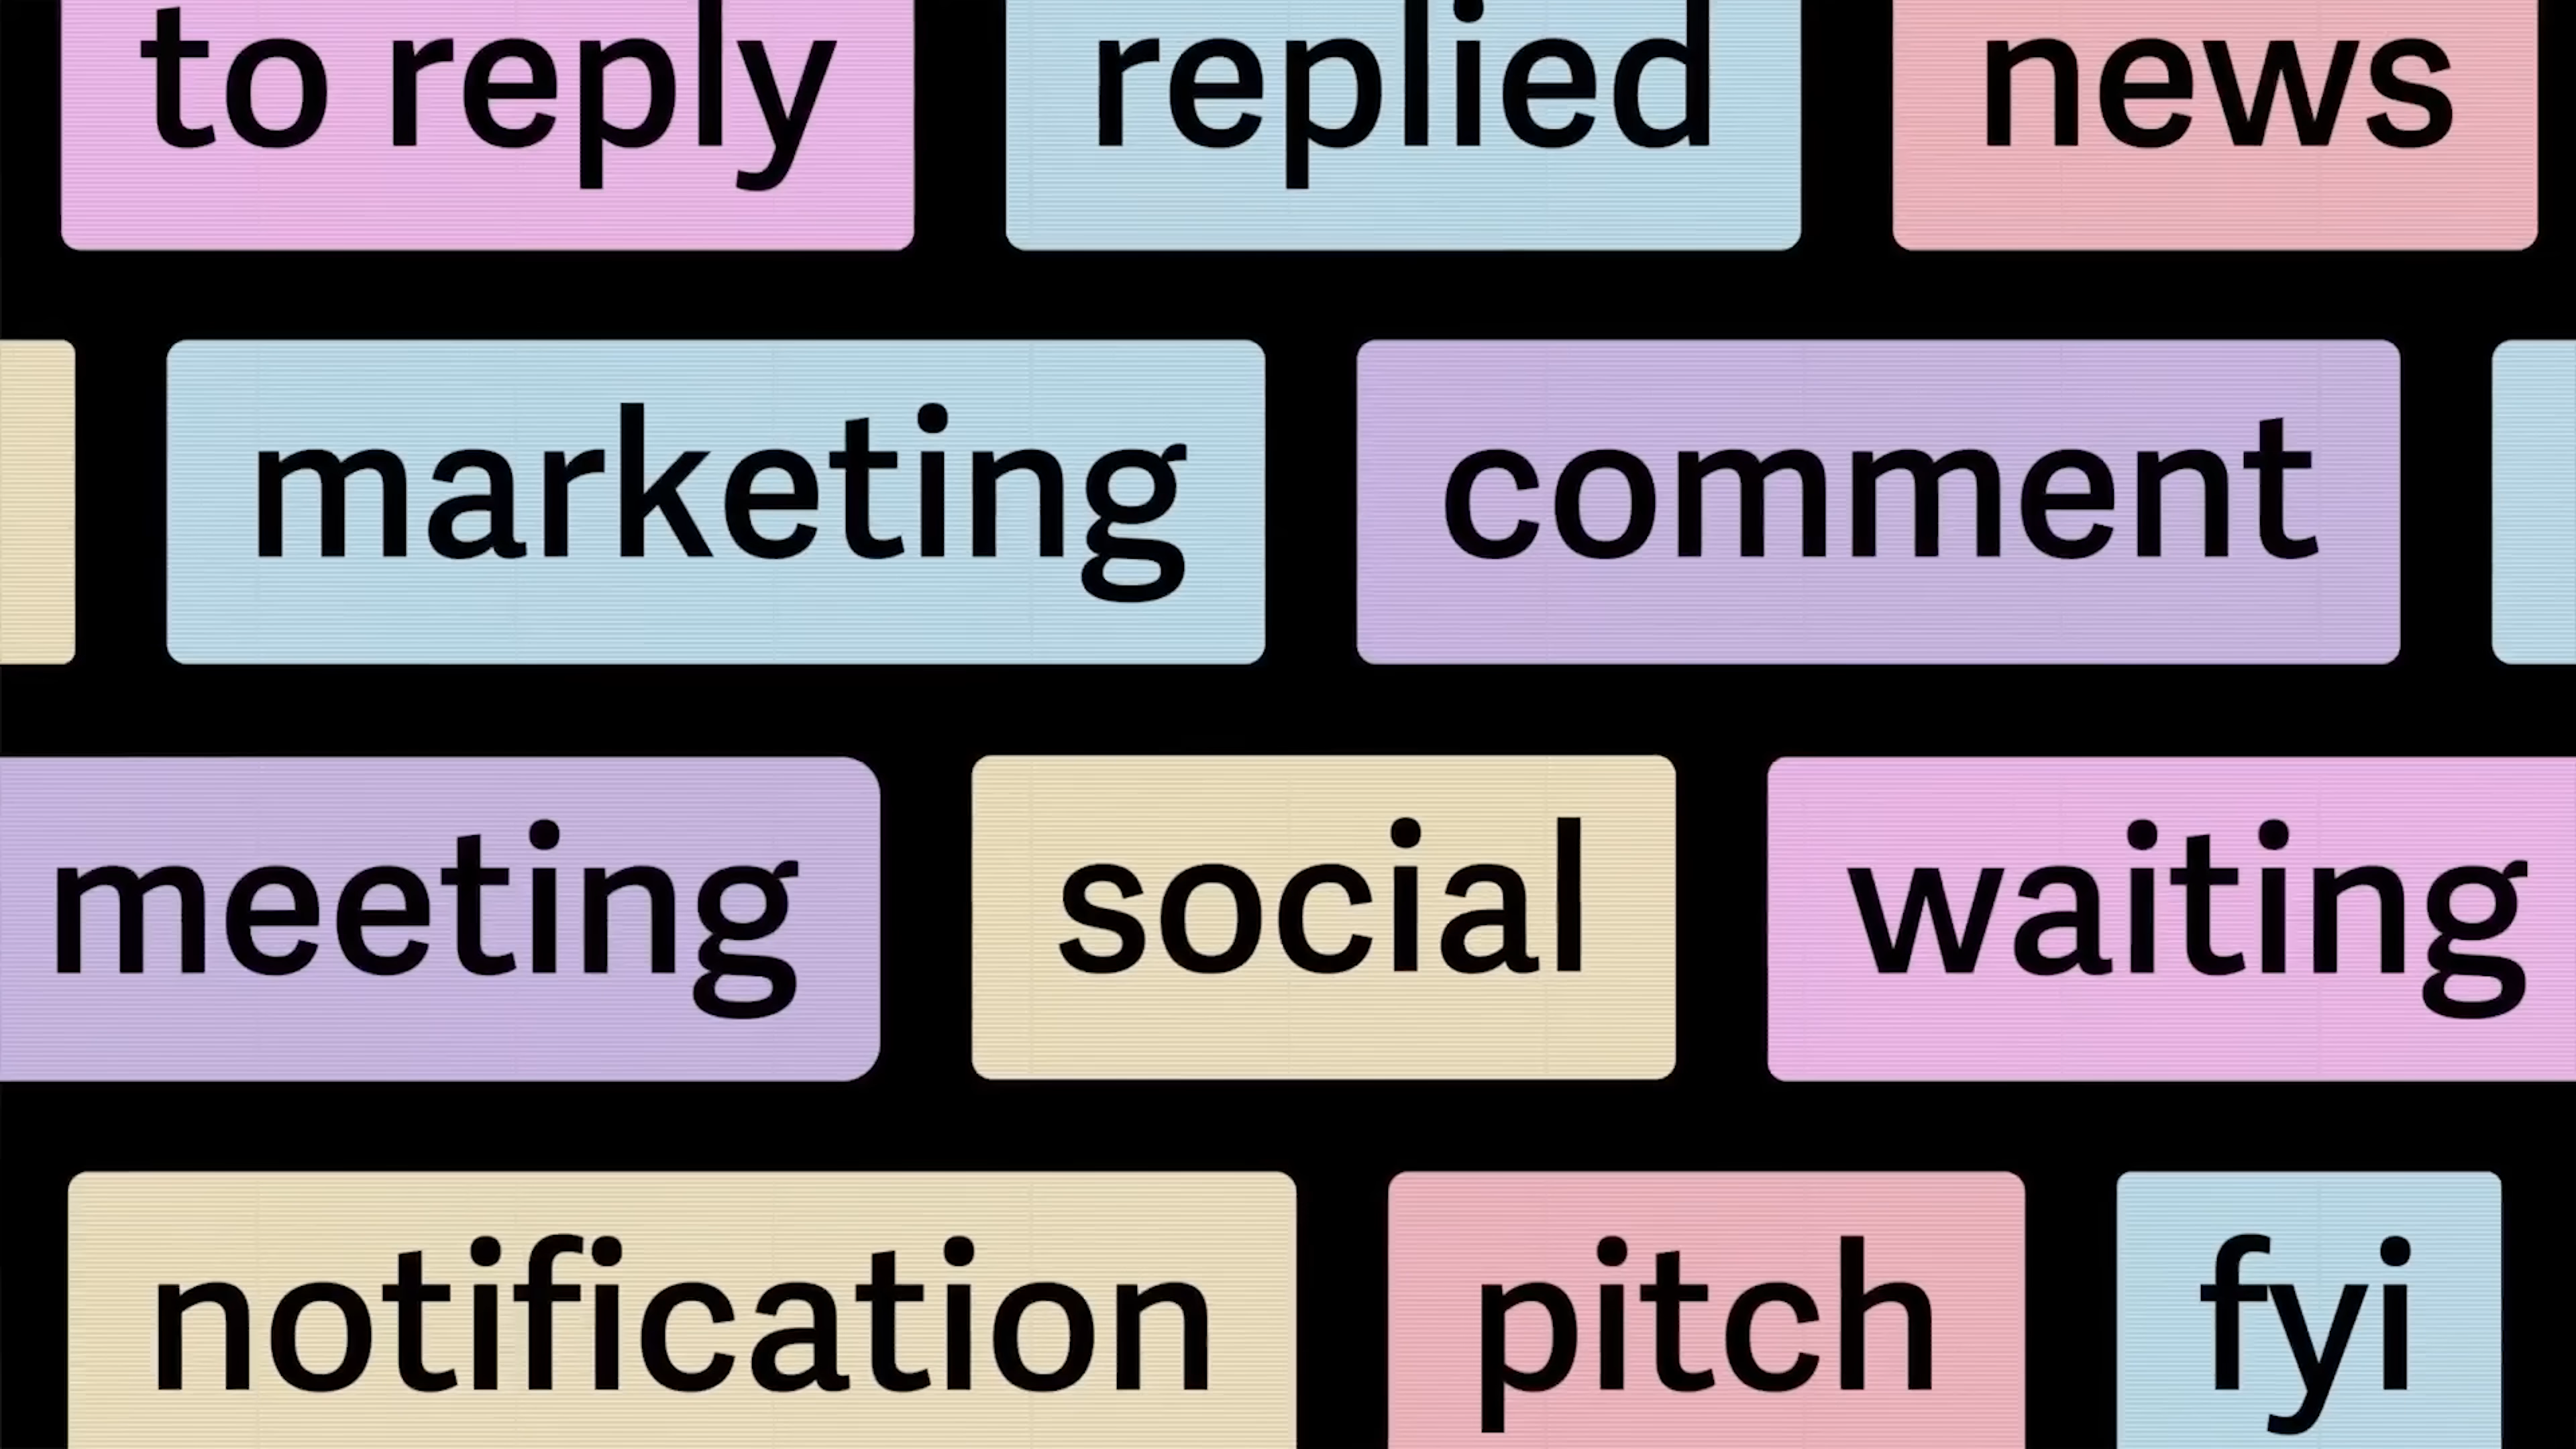 to reply replied news
marketing comment
meeting social waiting
notification pitch fyi